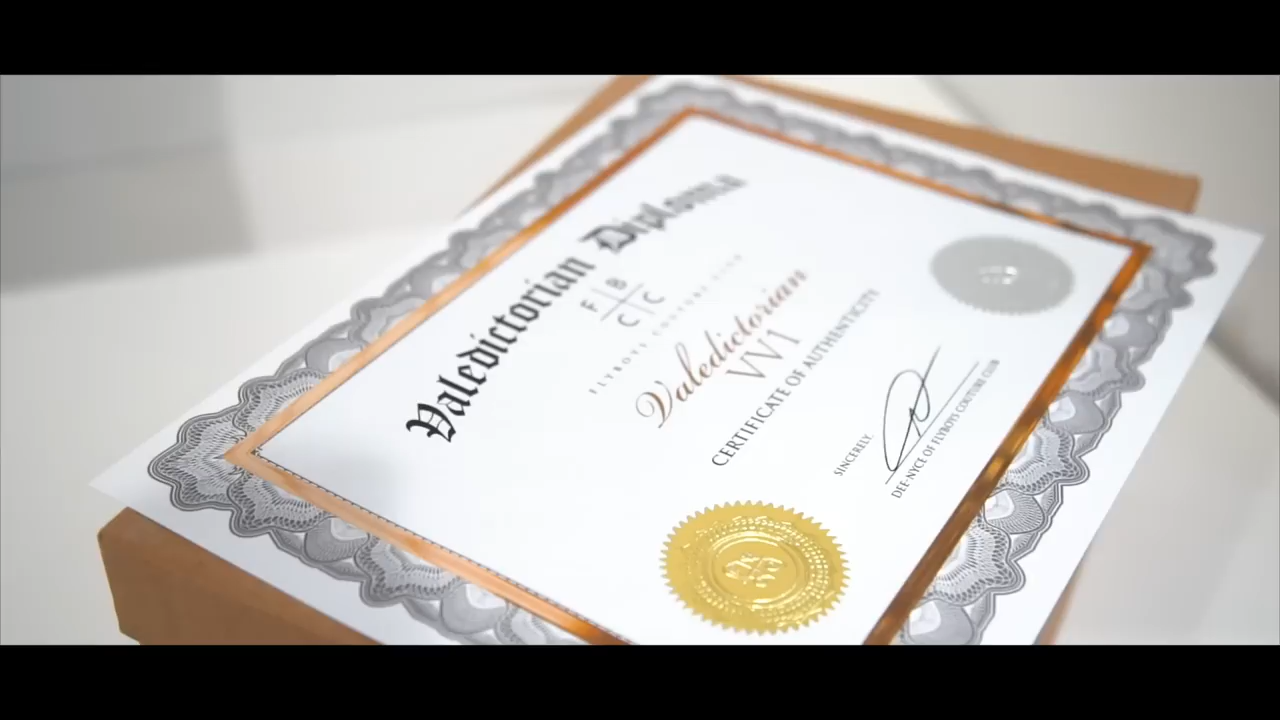 Valedictorian Diploma
F B
C C
FLYBOYS COUTURE CLUB
Valedictorian
VV1
CERTIFICATE OF AUTHENTICITY
SINCERELY,
DEE-NYCE OF FLYBOYS COUTURE CLUB